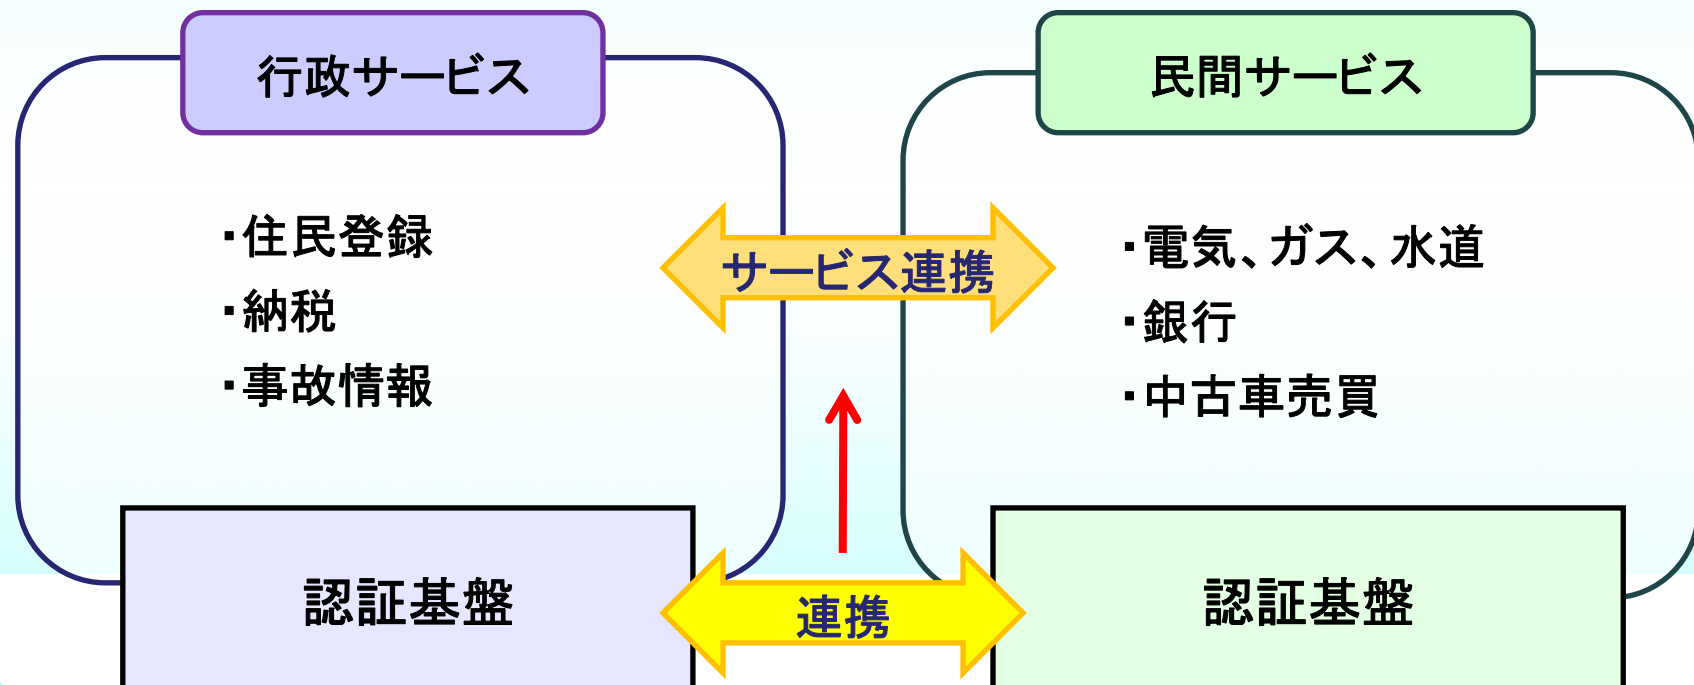 行政サービス
・住民登録
・納税
・事故情報
認証基盤
サービス連携
連携
民間サービス
・電気、ガス、水道
・銀行
・中古車売買
認証基盤